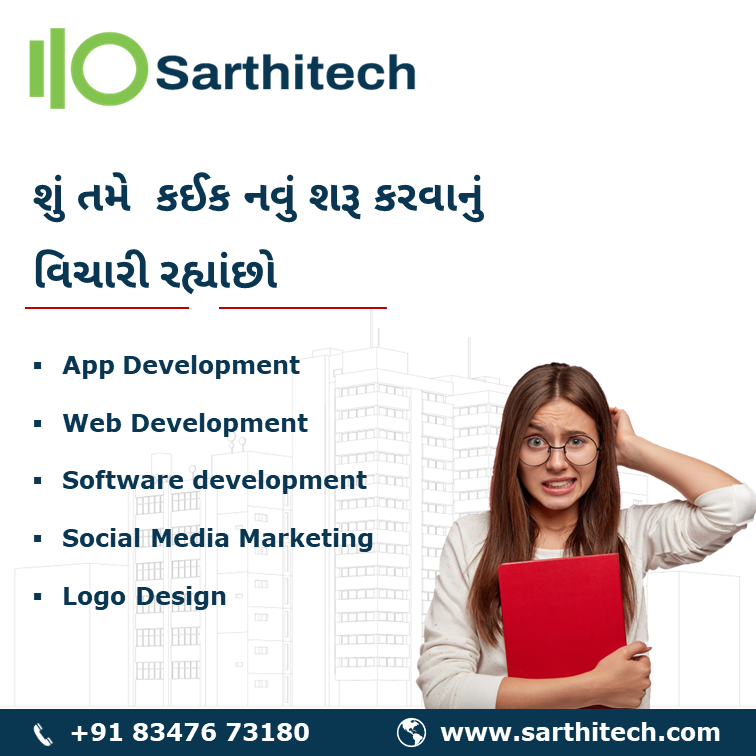 Sarthitech
શું તમે કઈક નવું શરૂ કરવાનું
વિચારી રહ્યાંછો
App Development
Web Development
Software development
Social Media Marketing
Logo Design
+91 83476 73180
www.sarthitech.com